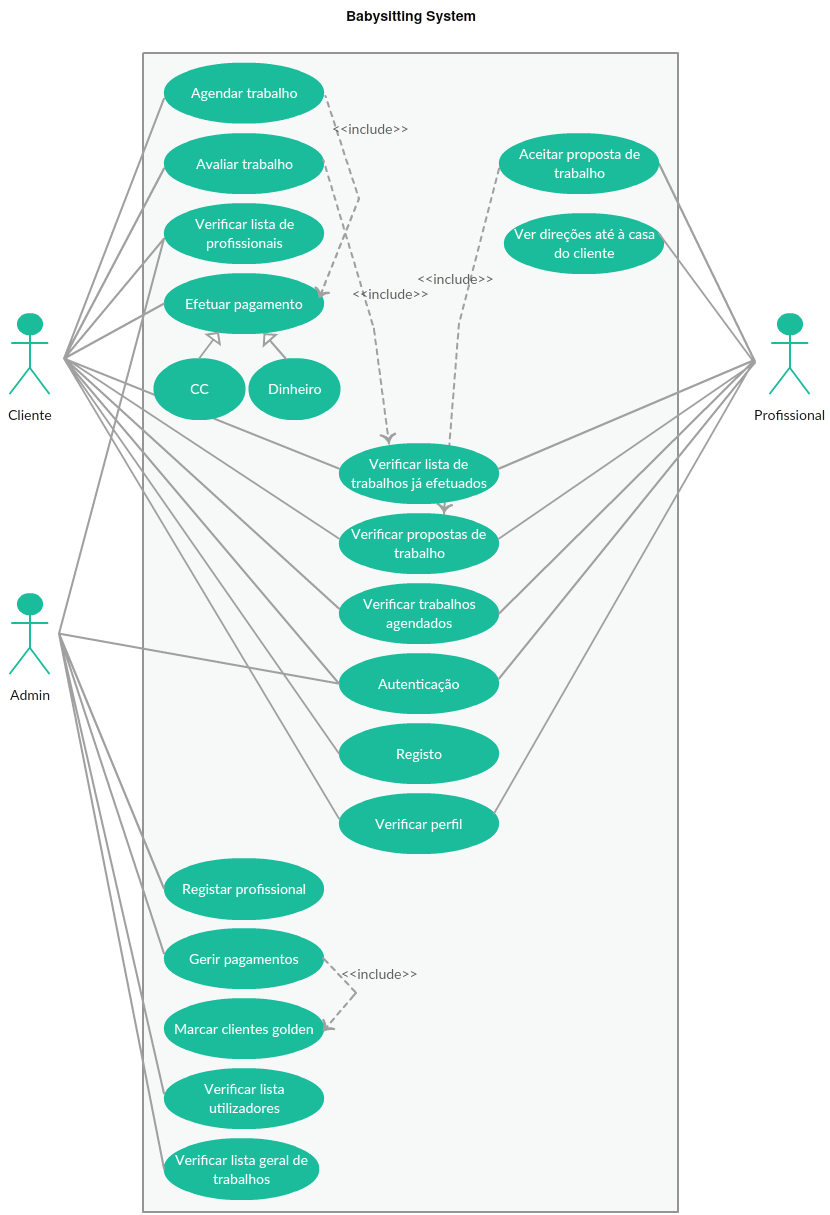 Babysitting System
Agendar trabalho
<<include>>
Avaliar trabalho
Aceitar proposta de
trabalho
Verificar lista de
profissionais
Ver direções até à casa
do cliente
<<include>>
<<include>>
Efetuar pagamento
CC
Dinheiro
Cliente
Profissional
Verificar lista de
trabalhos já efetuados
Verificar propostas de
trabalho
Verificar trabalhos
agendados
Autenticação
Admin
Registo
Verificar perfil
Registar profissional
Gerir pagamentos
<<include>>
Marcar clientes golden
Verificar lista
utilizadores
Verificar lista geral de
trabalhos